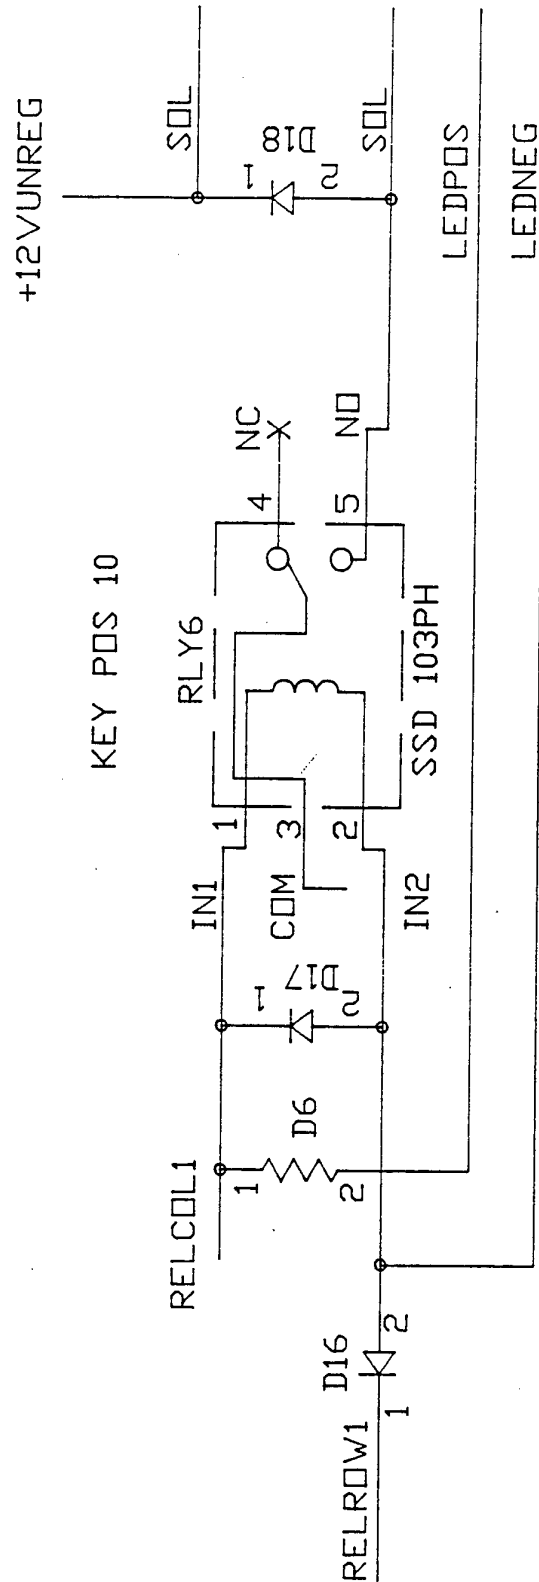 KEY POS 10
+12VUNREG
RELCOL1
IN1
1
RLY6
4
NC
SOL
1
D18
2
1
D6
2
1
D17
2
COM
3
2
IN2
SSD 103PH
5
NO
SOL
RELROW1
1
D16
2
LEDPOS
LEDNEG